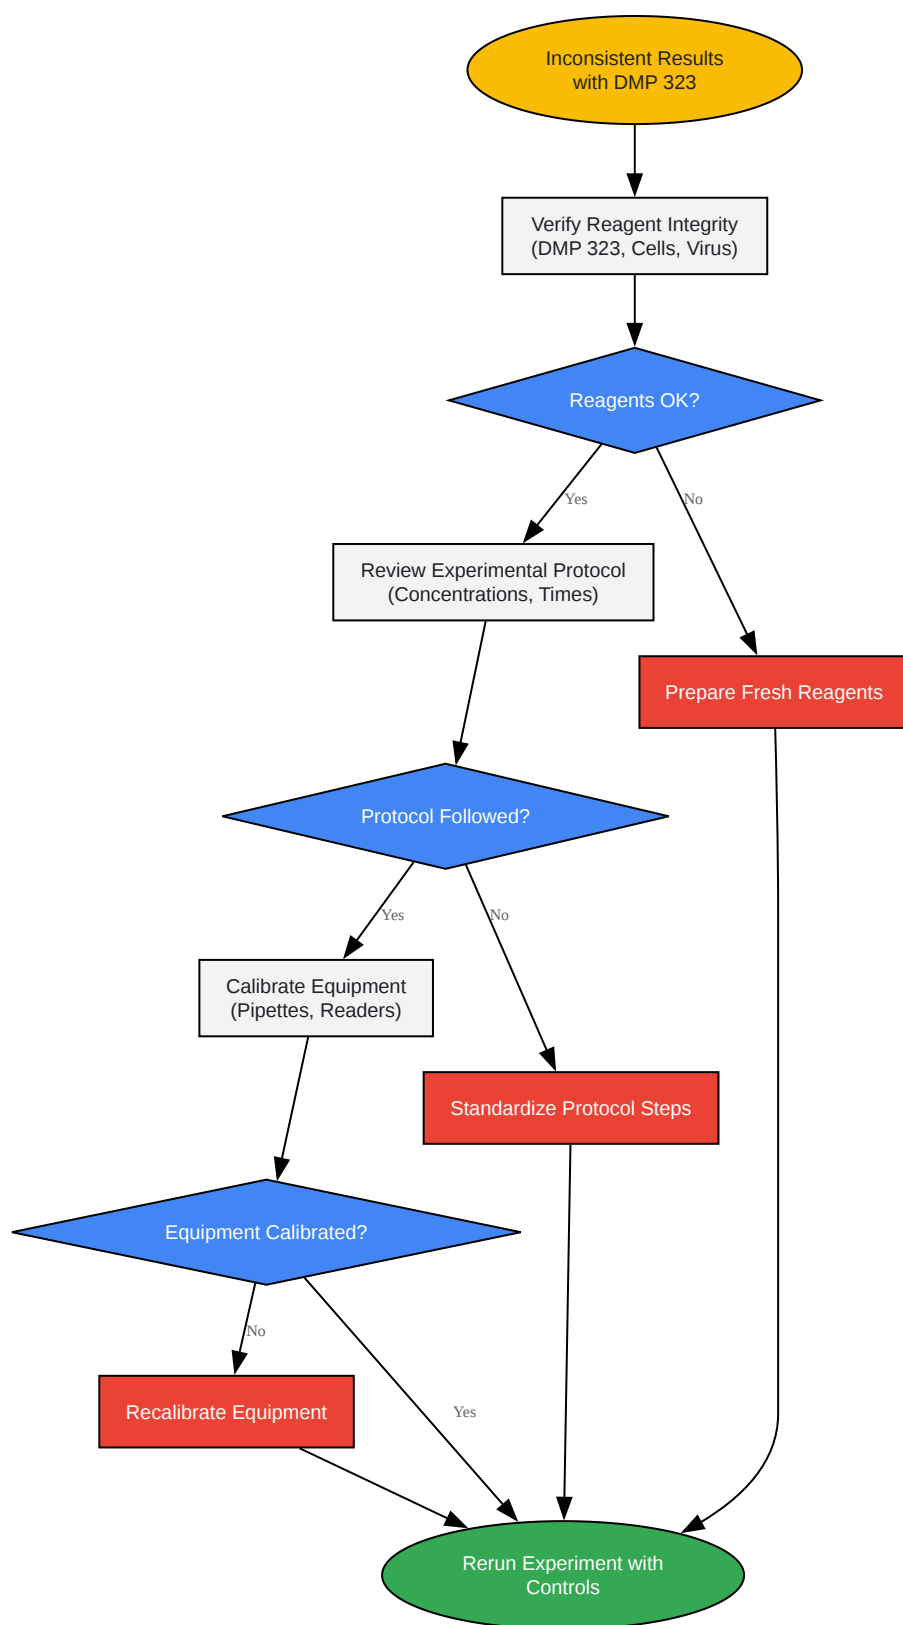 Inconsistent Results
with DMP 323
Verify Reagent Integrity
(DMP 323, Cells, Virus)
Reagents OK?
Yes
No
Review Experimental Protocol
(Concentrations, Times)
Prepare Fresh Reagents
Protocol Followed?
Yes
No
Calibrate Equipment
(Pipettes, Readers)
Standardize Protocol Steps
Equipment Calibrated?
No
Recalibrate Equipment
Yes
Rerun Experiment with
Controls